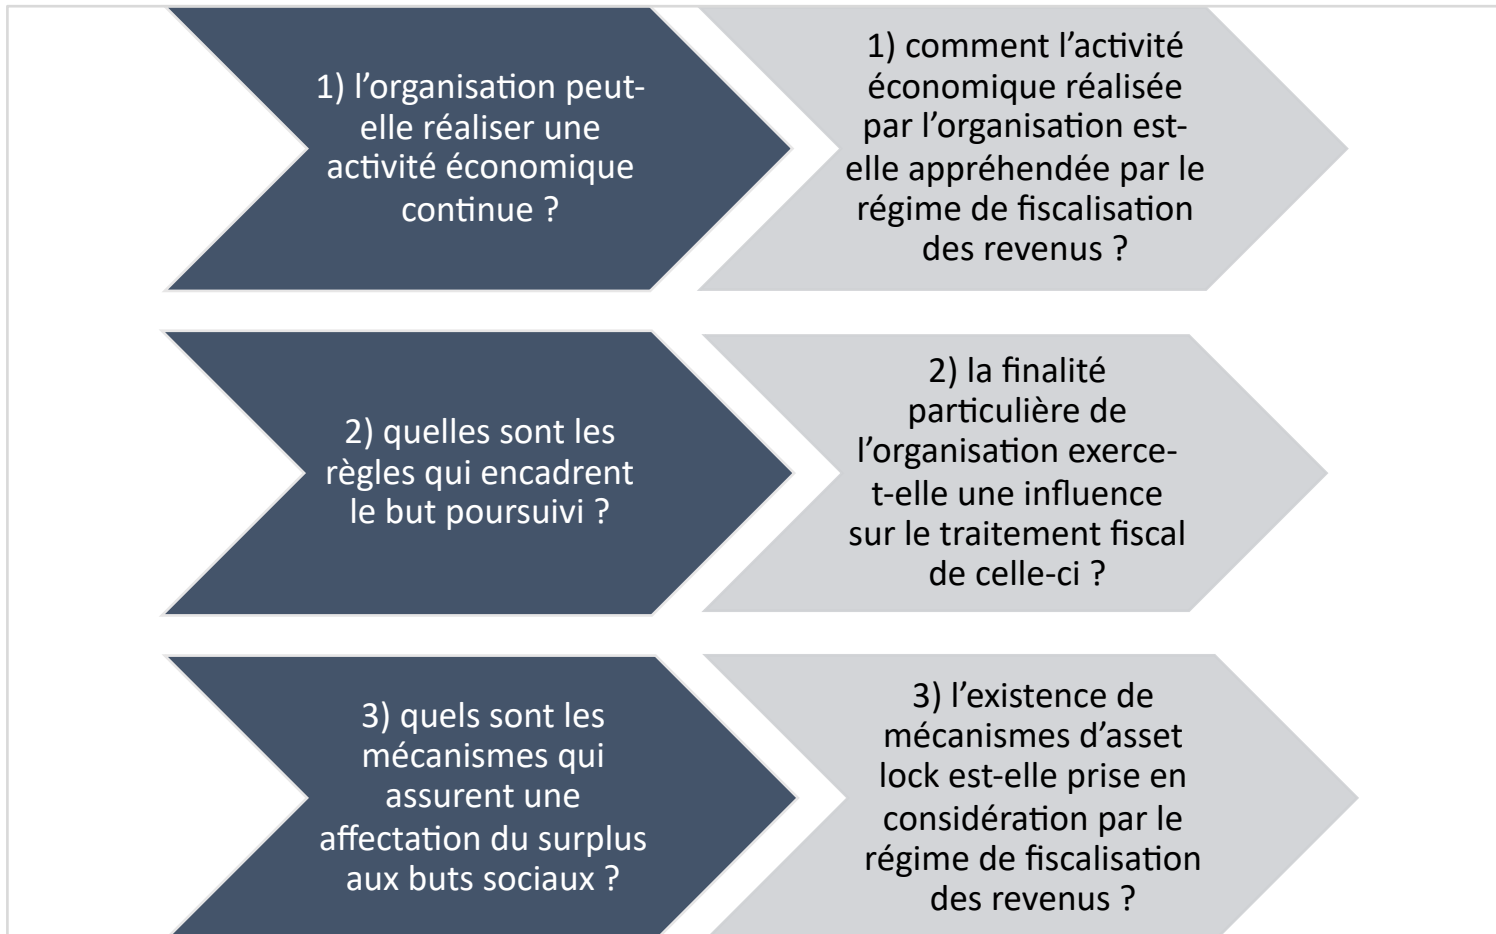 1) l’organisation peut-
elle réaliser une
activité économique
continue ?
1) comment l’activité
économique réalisée
par l’organisation est-
elle appréhendée par le
régime de fiscalisation
des revenus ?
2) quelles sont les
règles qui encadrent
le but poursuivi ?
2) la finalité
particulière de
l’organisation exerce-
t-elle une influence
sur le traitement fiscal
de celle-ci ?
3) quels sont les
mécanismes qui
assurent une
affectation du surplus
aux buts sociaux ?
3) l’existence de
mécanismes d’asset
lock est-elle prise en
considération par le
régime de fiscalisation
des revenus ?